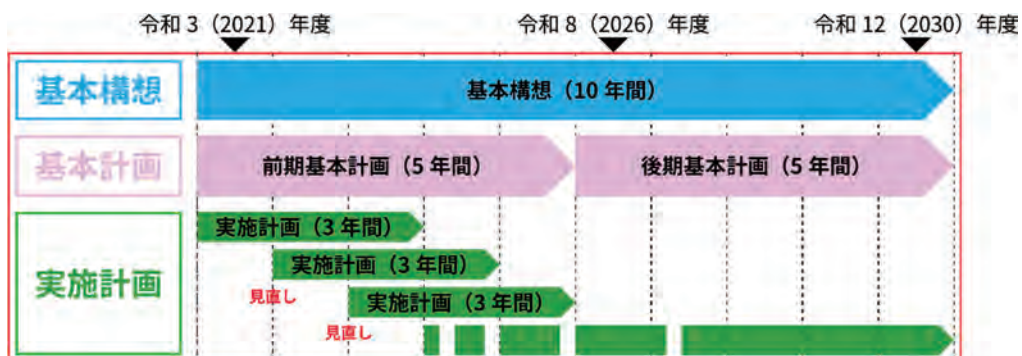 令和 3（2021）年度 令和 8（2026）年度 令和 12（2030）年度
基本構想 基本構想（10 年間）
基本計画 前期基本計画（5 年間） 後期基本計画（5 年間）
実施計画（3 年間）
実施計画（3 年間）
実施計画
見直し
実施計画（3 年間）
見直し